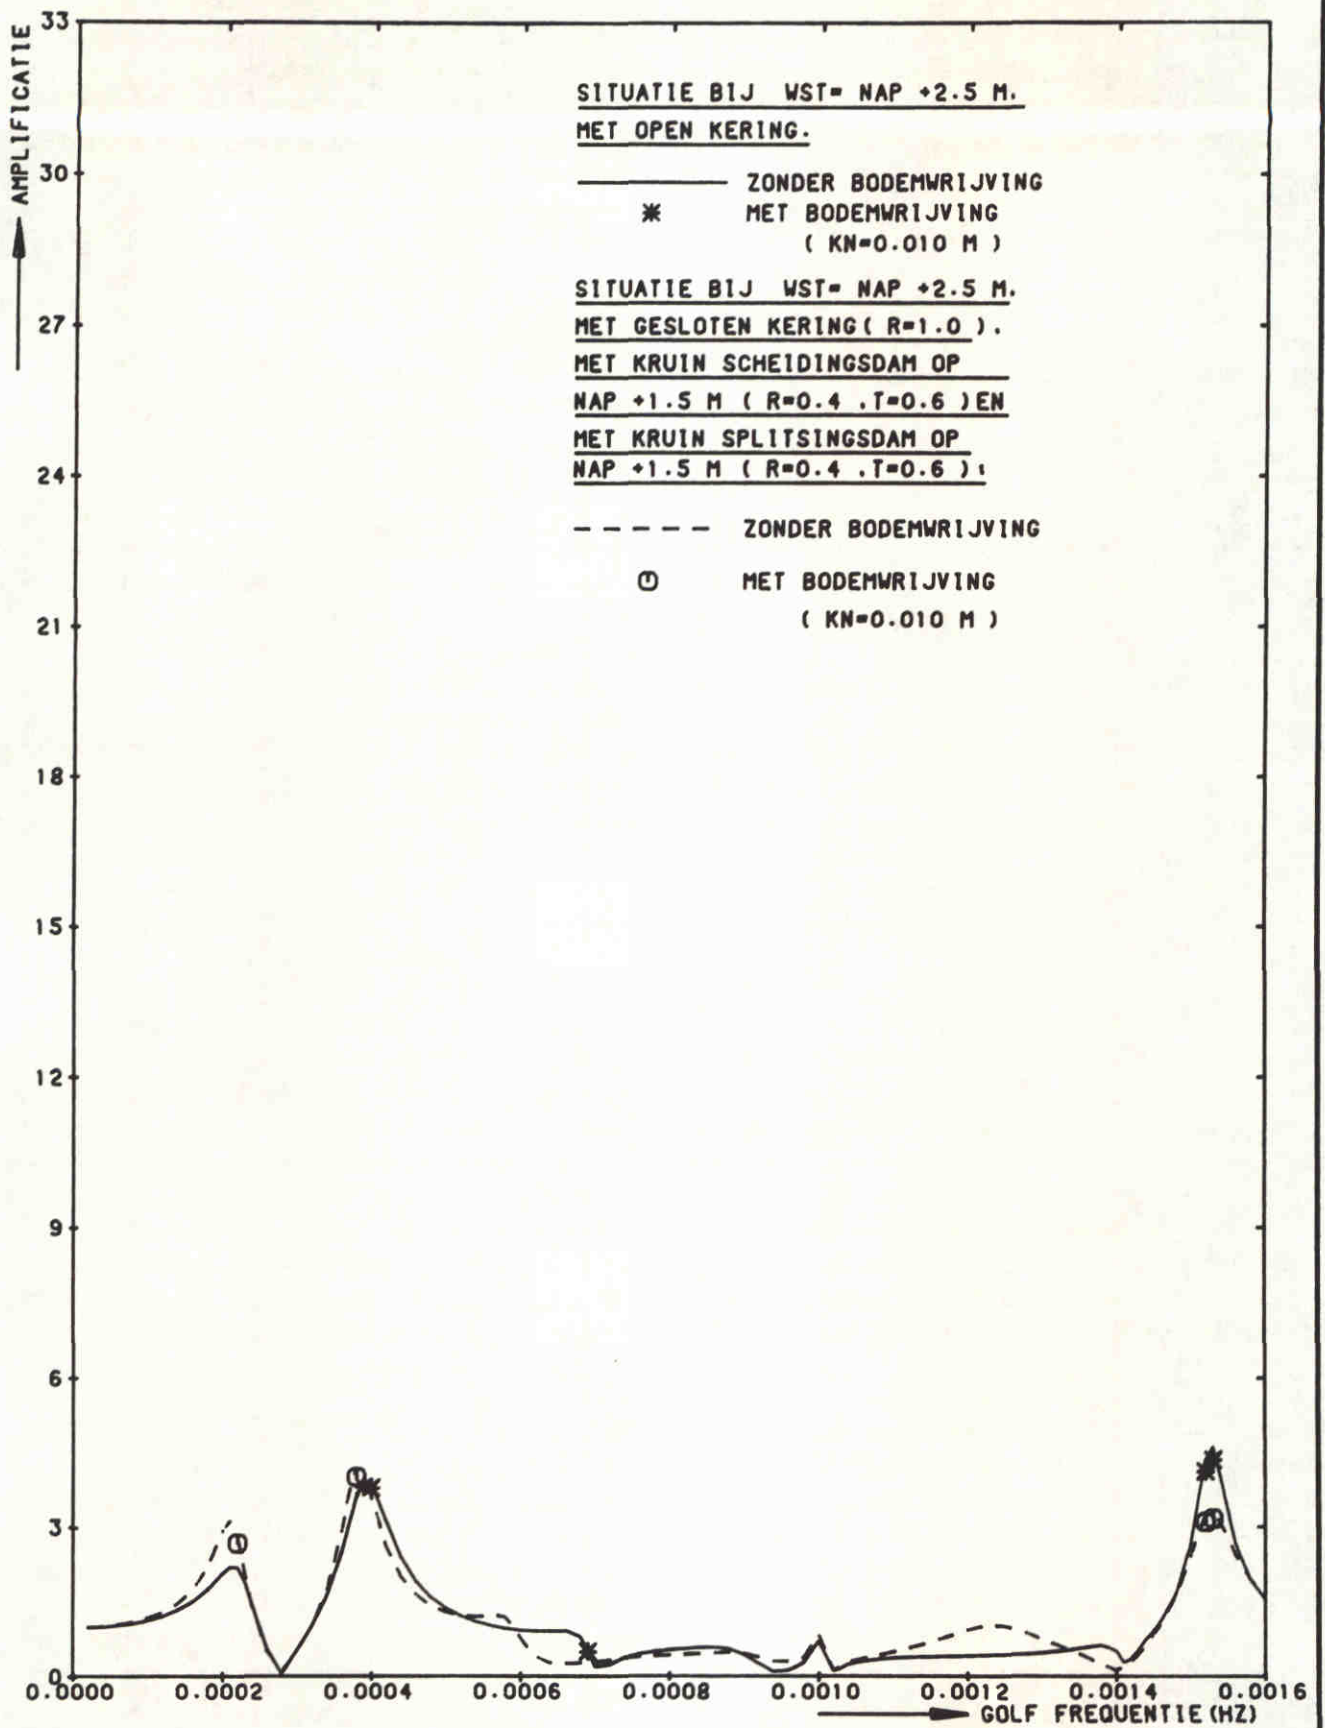 AMPLIFICATIE
33
30
27
24
21
18
15
12
9
6
3
0
SITUATIE BIJ WST= NAP +2.5 M.
MET OPEN KERING.
ZONDER BODEMWRIJVING
MET BODEMWRIJVING
( KN=0.010 M )
SITUATIE BIJ WST= NAP +2.5 M.
MET GESLOTEN KERING( R=1.0 ).
MET KRUIN SCHEIDINGSDAM OP
NAP +1.5 M ( R=0.4 .T=0.6 )EN
MET KRUIN SPLITSINGSDAM OP
NAP +1.5 M ( R=0.4 .T=0.6 ):
ZONDER BODEMWRIJVING
MET BODEMWRIJVING
( KN=0.010 M )
0.0000 0.0002 0.0004 0.0006 0.0008 0.0010 0.0012 0.0014 0.0016
GOLF FREQUENTIE(HZ)